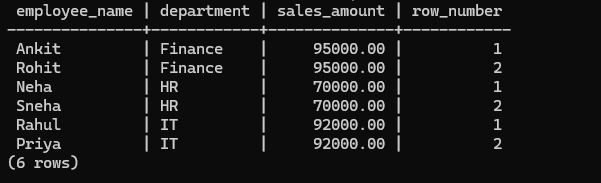 employee_name | department | sales_amount | row_number
---------------+------------+--------------+------------
 Ankit         | Finance    |     95000.00 |          1
 Rohit         | Finance    |     95000.00 |          2
 Neha          | HR         |     70000.00 |          1
 Sneha         | HR         |     70000.00 |          2
 Rahul         | IT         |     92000.00 |          1
 Priya         | IT         |     92000.00 |          2
(6 rows)